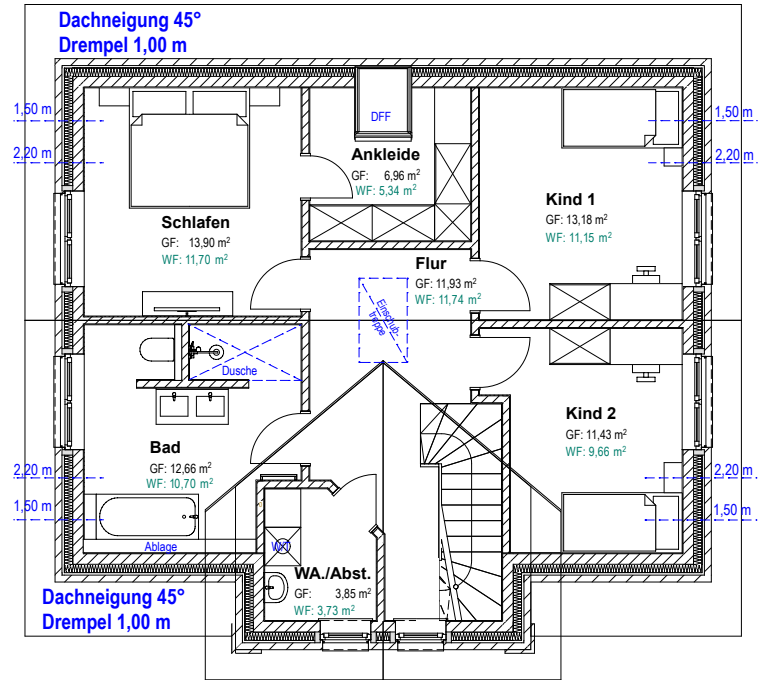 Dachneigung 45°
Drempel 1,00 m
1,50 m
2,20 m
DFF
Ankleide
GF: 6,96 m²
WF: 5,34 m²
1,50 m
2,20 m
Schlafen
GF: 13,90 m²
WF: 11,70 m²
Kind 1
GF: 13,18 m²
WF: 11,15 m²
Flur
GF: 11,93 m²
WF: 11,74 m²
Einschub-
treppe
Dusche
Bad
GF: 12,66 m²
WF: 10,70 m²
Kind 2
GF: 11,43 m²
WF: 9,66 m²
2,20 m
1,50 m
2,20 m
1,50 m
Ablage
WT
WA./Abst.
GF: 3,85 m²
WF: 3,73 m²
Dachneigung 45°
Drempel 1,00 m